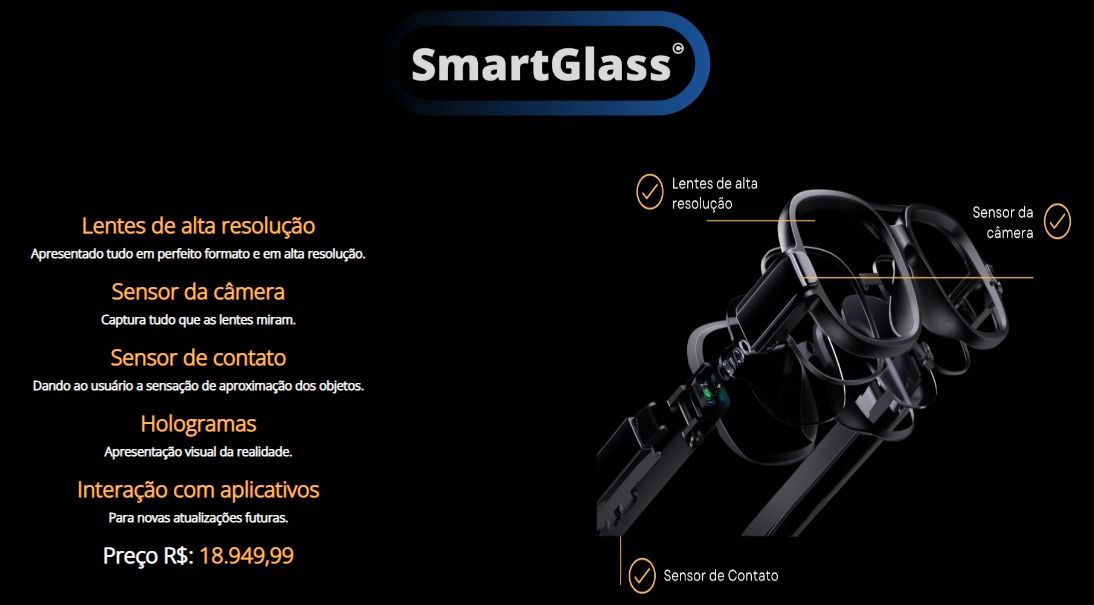 SmartGlass©
Lentes de alta resolução
Apresentado tudo em perfeito formato e em alta resolução.
Sensor da câmera
Captura tudo que as lentes miram.
Sensor de contato
Dando ao usuário a sensação de aproximação dos objetos.
Hologramas
Apresentação visual da realidade.
Interação com aplicativos
Para novas atualizações futuras.
Preço R$: 18.949,99
Lentes de alta
resolução
Sensor da
câmera
Sensor de Contato